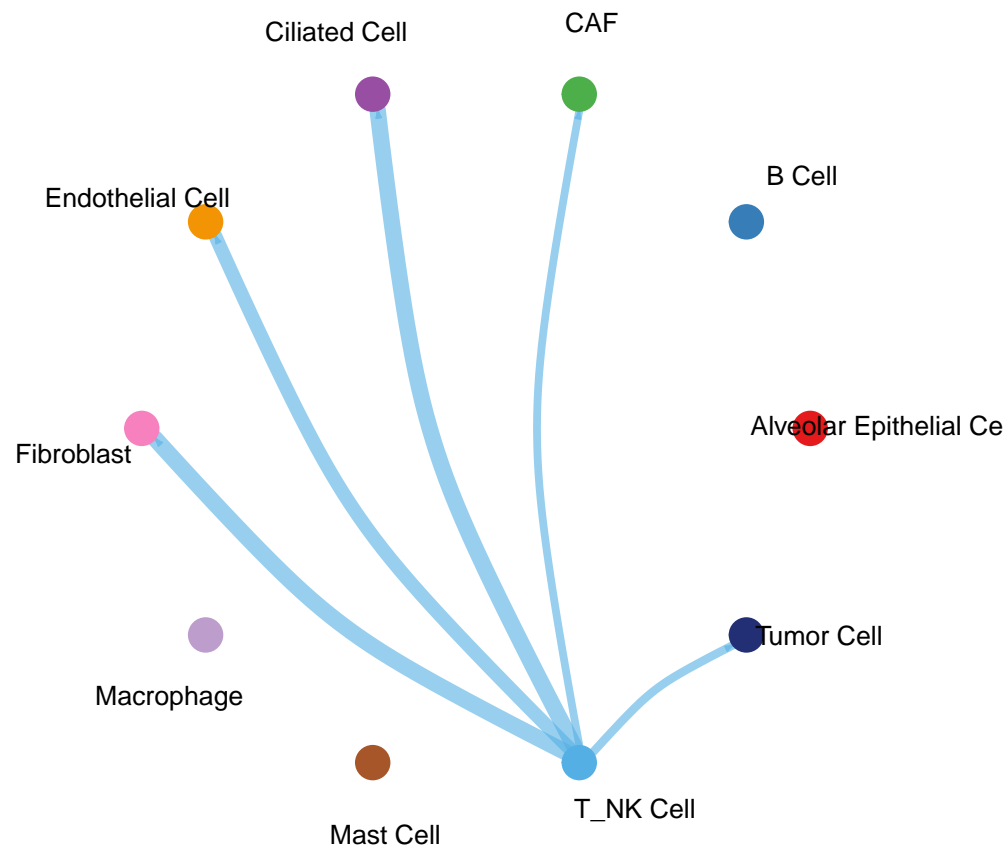 CAF
Ciliated Cell
B Cell
Endothelial Cell
Alveolar Epithelial Ce
Fibroblast
Tumor Cell
Macrophage
T_NK Cell
Mast Cell